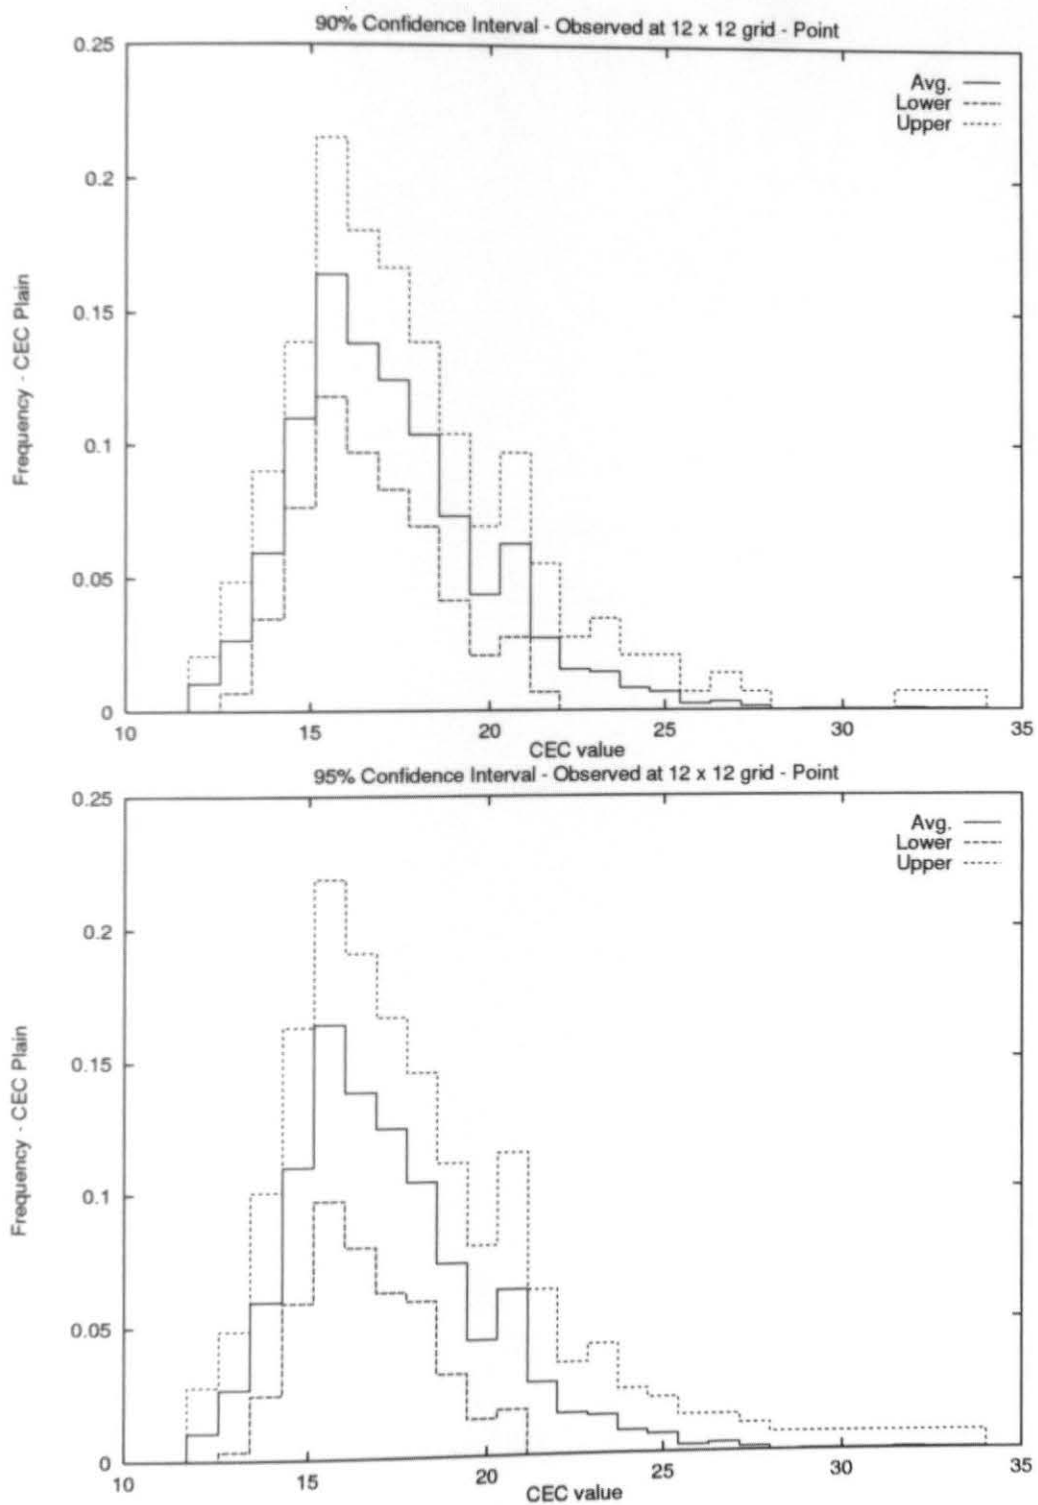 90% Confidence Interval - Observed at 12 x 12 grid - Point
0.25
0.2
0.15
0.1
0.05
0
Frequency - CEC Plain
Avg.
Lower
Upper
10 15 20 25 30 35
CEC value
95% Confidence Interval - Observed at 12 x 12 grid - Point
0.25
0.2
0.15
0.1
0.05
0
Frequency - CEC Plain
Avg.
Lower
Upper
10 15 20 25 30 35
CEC value